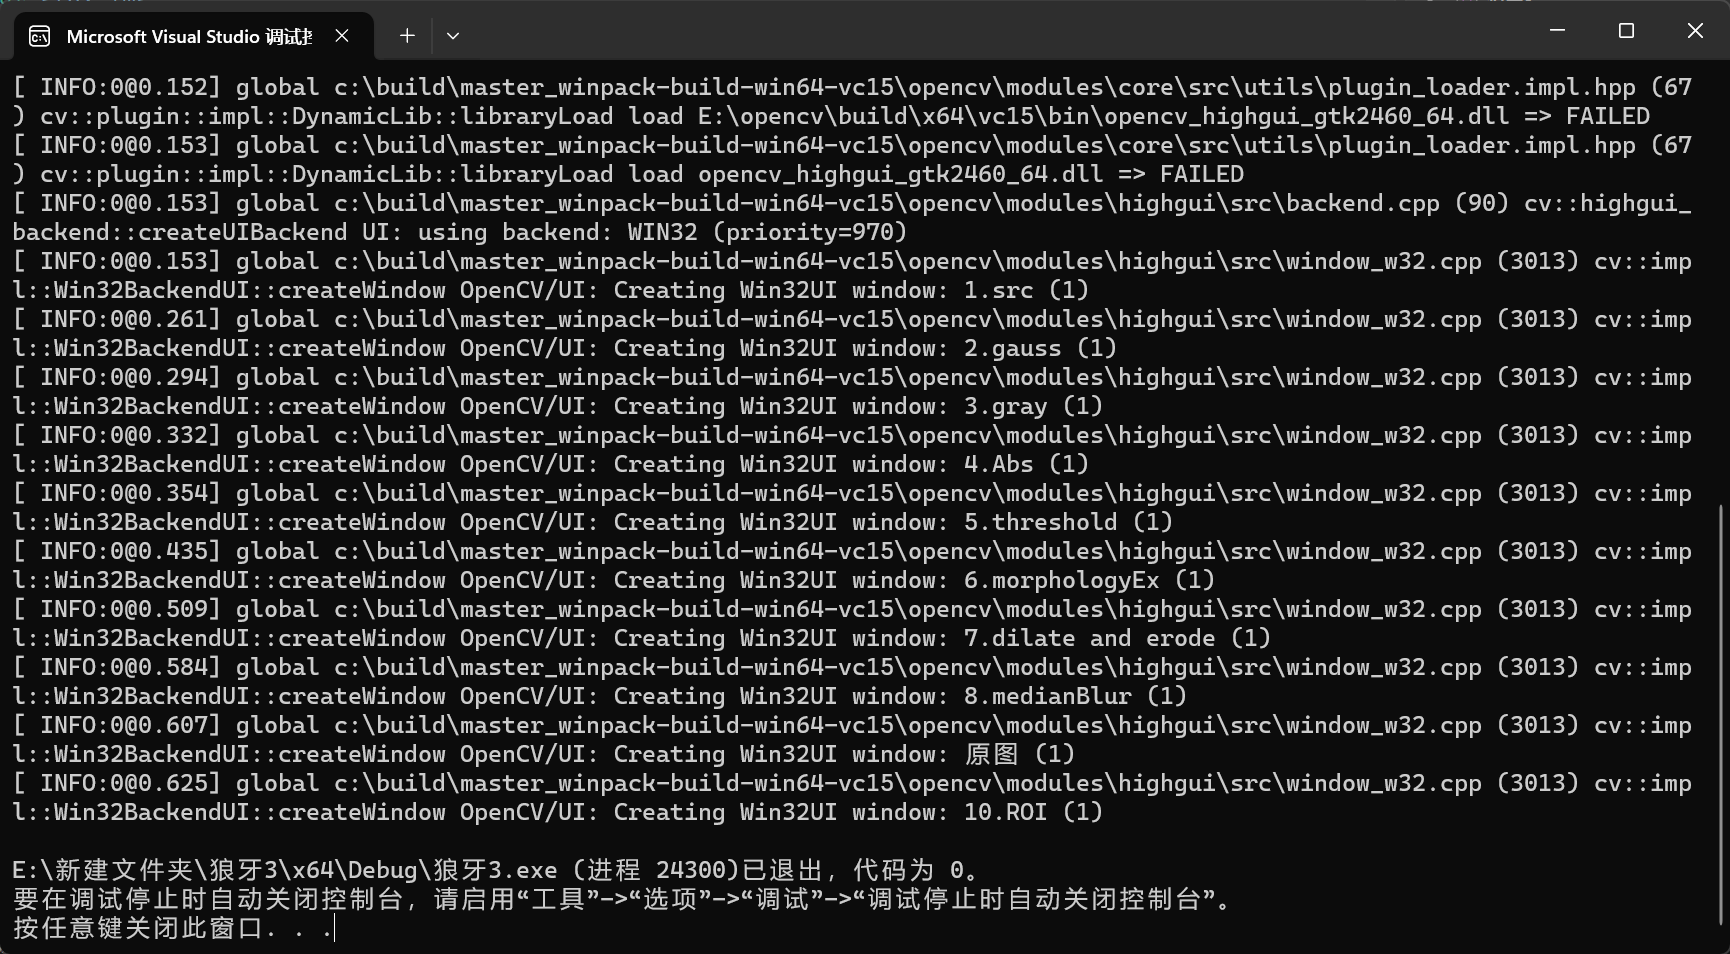 Microsoft Visual Studio 调试控
[ INFO:0@0.152] global c:\build\master_winpack-build-win64-vc15\opencv\modules\core\src\utils\plugin_loader.impl.hpp (67
) cv::plugin::impl::DynamicLib::libraryLoad load E:\opencv\build\x64\vc15\bin\opencv_highgui_gtk2460_64.dll => FAILED
[ INFO:0@0.153] global c:\build\master_winpack-build-win64-vc15\opencv\modules\core\src\utils\plugin_loader.impl.hpp (67
) cv::plugin::impl::DynamicLib::libraryLoad load opencv_highgui_gtk2460_64.dll => FAILED
[ INFO:0@0.153] global c:\build\master_winpack-build-win64-vc15\opencv\modules\highgui\src\backend.cpp (90) cv::highgui_
backend::createUIBackend UI: using backend: WIN32 (priority=970)
[ INFO:0@0.153] global c:\build\master_winpack-build-win64-vc15\opencv\modules\highgui\src\window_w32.cpp (3013) cv::imp
l::Win32BackendUI::createWindow OpenCV/UI: Creating Win32UI window: 1.src (1)
[ INFO:0@0.261] global c:\build\master_winpack-build-win64-vc15\opencv\modules\highgui\src\window_w32.cpp (3013) cv::imp
l::Win32BackendUI::createWindow OpenCV/UI: Creating Win32UI window: 2.gauss (1)
[ INFO:0@0.294] global c:\build\master_winpack-build-win64-vc15\opencv\modules\highgui\src\window_w32.cpp (3013) cv::imp
l::Win32BackendUI::createWindow OpenCV/UI: Creating Win32UI window: 3.gray (1)
[ INFO:0@0.332] global c:\build\master_winpack-build-win64-vc15\opencv\modules\highgui\src\window_w32.cpp (3013) cv::imp
l::Win32BackendUI::createWindow OpenCV/UI: Creating Win32UI window: 4.Abs (1)
[ INFO:0@0.354] global c:\build\master_winpack-build-win64-vc15\opencv\modules\highgui\src\window_w32.cpp (3013) cv::imp
l::Win32BackendUI::createWindow OpenCV/UI: Creating Win32UI window: 5.threshold (1)
[ INFO:0@0.435] global c:\build\master_winpack-build-win64-vc15\opencv\modules\highgui\src\window_w32.cpp (3013) cv::imp
l::Win32BackendUI::createWindow OpenCV/UI: Creating Win32UI window: 6.morphologyEx (1)
[ INFO:0@0.509] global c:\build\master_winpack-build-win64-vc15\opencv\modules\highgui\src\window_w32.cpp (3013) cv::imp
l::Win32BackendUI::createWindow OpenCV/UI: Creating Win32UI window: 7.dilate and erode (1)
[ INFO:0@0.584] global c:\build\master_winpack-build-win64-vc15\opencv\modules\highgui\src\window_w32.cpp (3013) cv::imp
l::Win32BackendUI::createWindow OpenCV/UI: Creating Win32UI window: 8.medianBlur (1)
[ INFO:0@0.607] global c:\build\master_winpack-build-win64-vc15\opencv\modules\highgui\src\window_w32.cpp (3013) cv::imp
l::Win32BackendUI::createWindow OpenCV/UI: Creating Win32UI window: 原图 (1)
[ INFO:0@0.625] global c:\build\master_winpack-build-win64-vc15\opencv\modules\highgui\src\window_w32.cpp (3013) cv::imp
l::Win32BackendUI::createWindow OpenCV/UI: Creating Win32UI window: 10.ROI (1)
E:\新建文件夹\狼牙3\x64\Debug\狼牙3.exe (进程 24300)已退出，代码为 0。
要在调试停止时自动关闭控制台，请启用“工具”->“选项”->“调试”->“调试停止时自动关闭控制台”。
按任意键关闭此窗口. . .